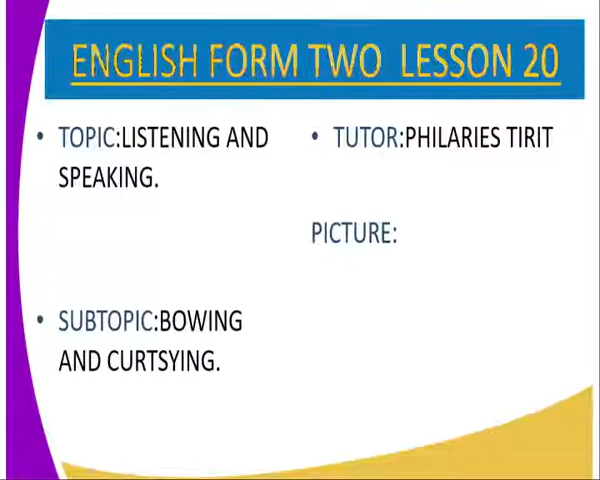 ENGLISH FORM TWO LESSON 20
• TOPIC:LISTENING AND
SPEAKING.
• SUBTOPIC:BOWING
AND CURTSYING.
• TUTOR:PHILARIES TIRIT
PICTURE: